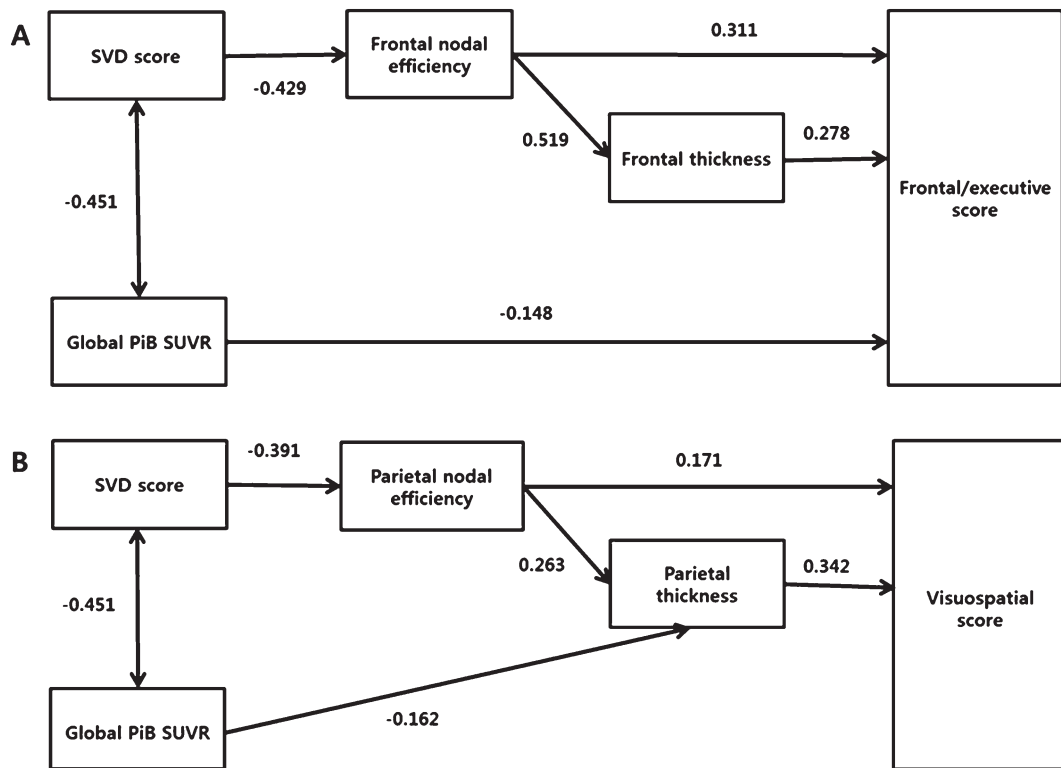 A
SVD score
-0.429
Frontal nodal
efficiency
0.311
0.519
Frontal thickness
0.278
Frontal/executive
score
-0.451
Global PiB SUVR
-0.148
B
SVD score
-0.391
Parietal nodal
efficiency
0.171
0.263
Parietal
thickness
0.342
Visuospatial
score
-0.451
Global PiB SUVR
-0.162